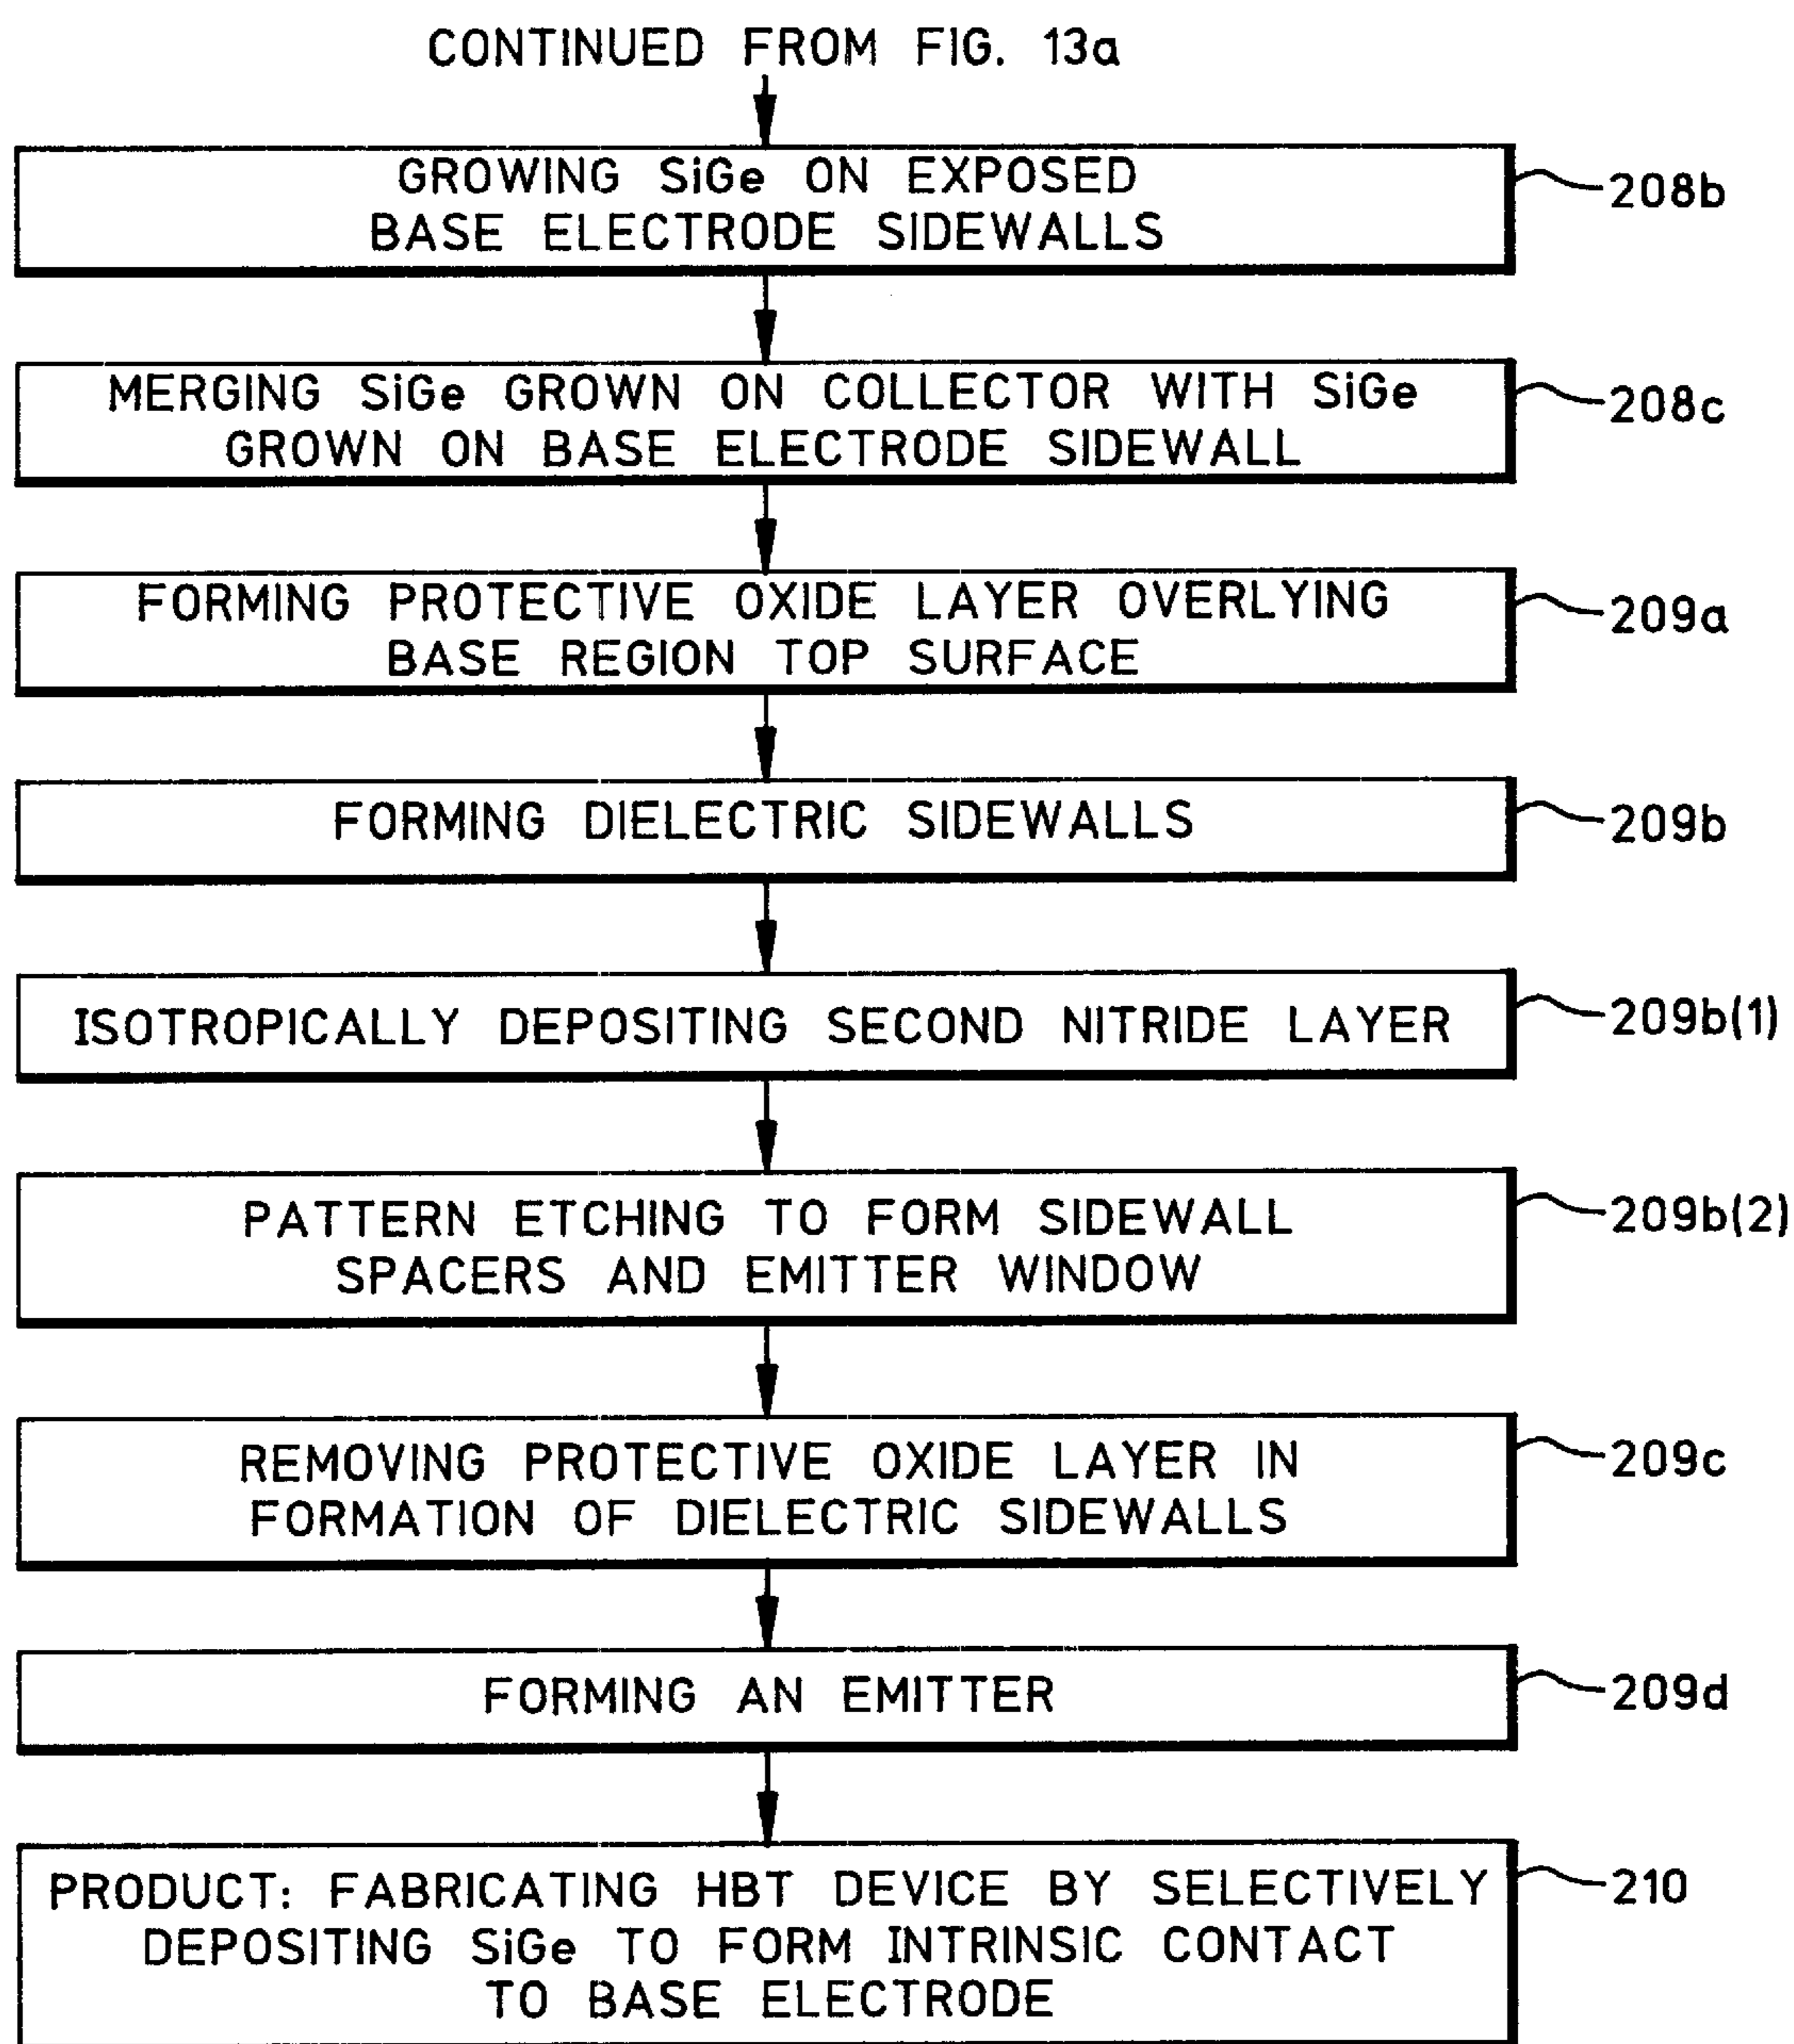 CONTINUED FROM FIG. 13a
GROWING SiGe ON EXPOSED
BASE ELECTRODE SIDEWALLS
208b
MERGING SiGe GROWN ON COLLECTOR WITH SiGe
GROWN ON BASE ELECTRODE SIDEWALL
208c
FORMING PROTECTIVE OXIDE LAYER OVERLYING
BASE REGION TOP SURFACE
209a
FORMING DIELECTRIC SIDEWALLS
209b
ISOTROPICALLY DEPOSITING SECOND NITRIDE LAYER
209b(1)
PATTERN ETCHING TO FORM SIDEWALL
SPACERS AND EMITTER WINDOW
209b(2)
REMOVING PROTECTIVE OXIDE LAYER IN
FORMATION OF DIELECTRIC SIDEWALLS
209c
FORMING AN EMITTER
209d
PRODUCT: FABRICATING HBT DEVICE BY SELECTIVELY
DEPOSITING SiGe TO FORM INTRINSIC CONTACT
TO BASE ELECTRODE
210